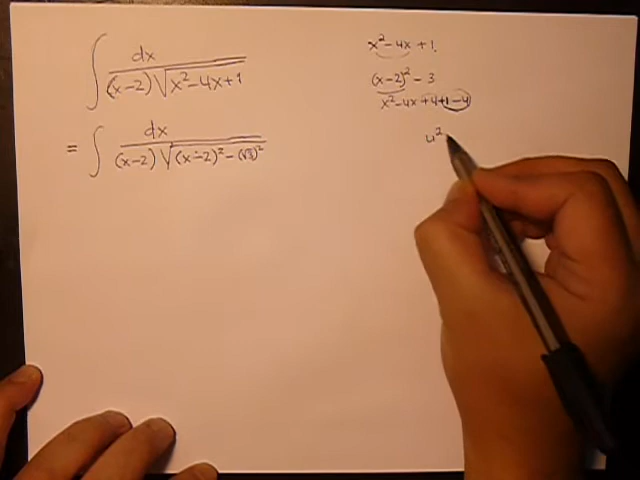 ∫ dx / ((x-2)√(x²-4x+1))
= ∫ dx / ((x-2)√((x-2)²-(√3)²))
x²-4x+1.
(x-2)²-3
x²-4x+4+1-4
u²